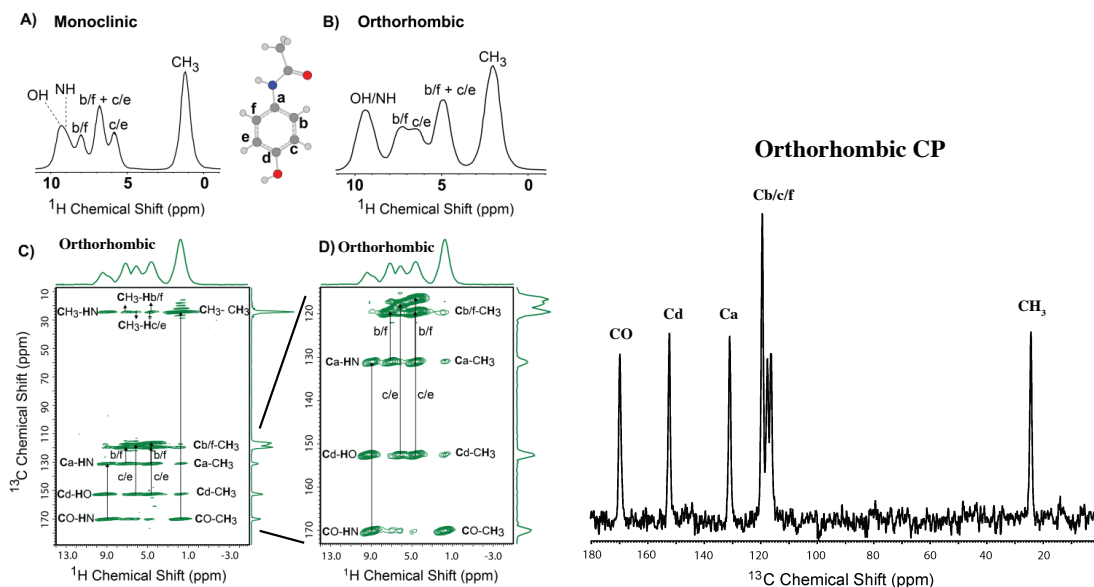 A) Monoclinic
CH3
OH
NH
b/f
b/f + c/e
c/e
10 5 0
1H Chemical Shift (ppm)
a
f
b
e
c
d
B) Orthorhombic
OH/NH
b/f
c/e
b/f + c/e
CH3
10 5 0
1H Chemical Shift (ppm)
C)
Orthorhombic
CH3-HN
CH3-Hb/f
CH3-Hc/e
CH3- CH3
Cb/f-CH3
b/f
b/f
Ca-HN
Ca-CH3
c/e
c/e
Cd-HO
Cd-CH3
CO-HN
CO-CH3
10
30
50
70
90
110
130
150
170
13C Chemical Shift (ppm)
13.0 9.0 5.0 1.0 -3.0
1H Chemical Shift (ppm)
D) Orthorhombic
Cb/f-CH3
b/f
b/f
Ca-HN
Ca-CH3
c/e
c/e
Cd-HO
Cd-CH3
CO-HN
CO-CH3
120
130
140
150
160
170
13C Chemical Shift (ppm)
13.0 9.0 5.0 1.0 -3.0
1H Chemical Shift (ppm)
Orthorhombic CP
Cb/c/f
CO
Cd
Ca
CH3
180 160 140 120 100 80 60 40 20
13C Chemical Shift (ppm)